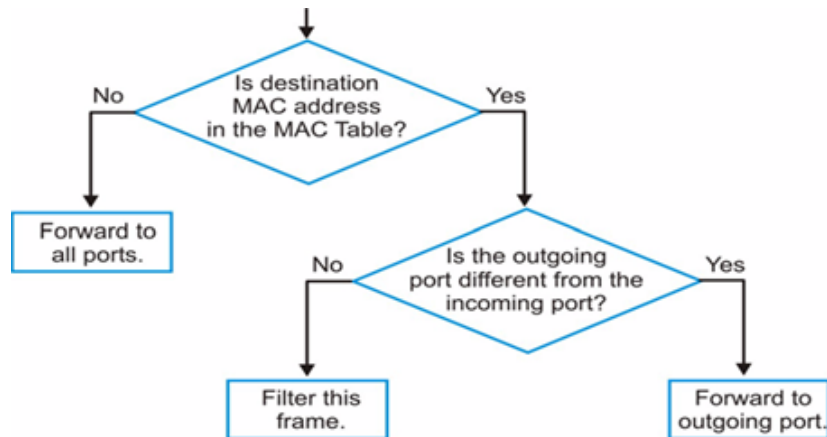 Is destination
MAC address
in the MAC Table?
No
Yes
Forward to
all ports.
Is the outgoing
port different from the
incoming port?
No
Yes
Filter this
frame.
Forward to
outgoing port.